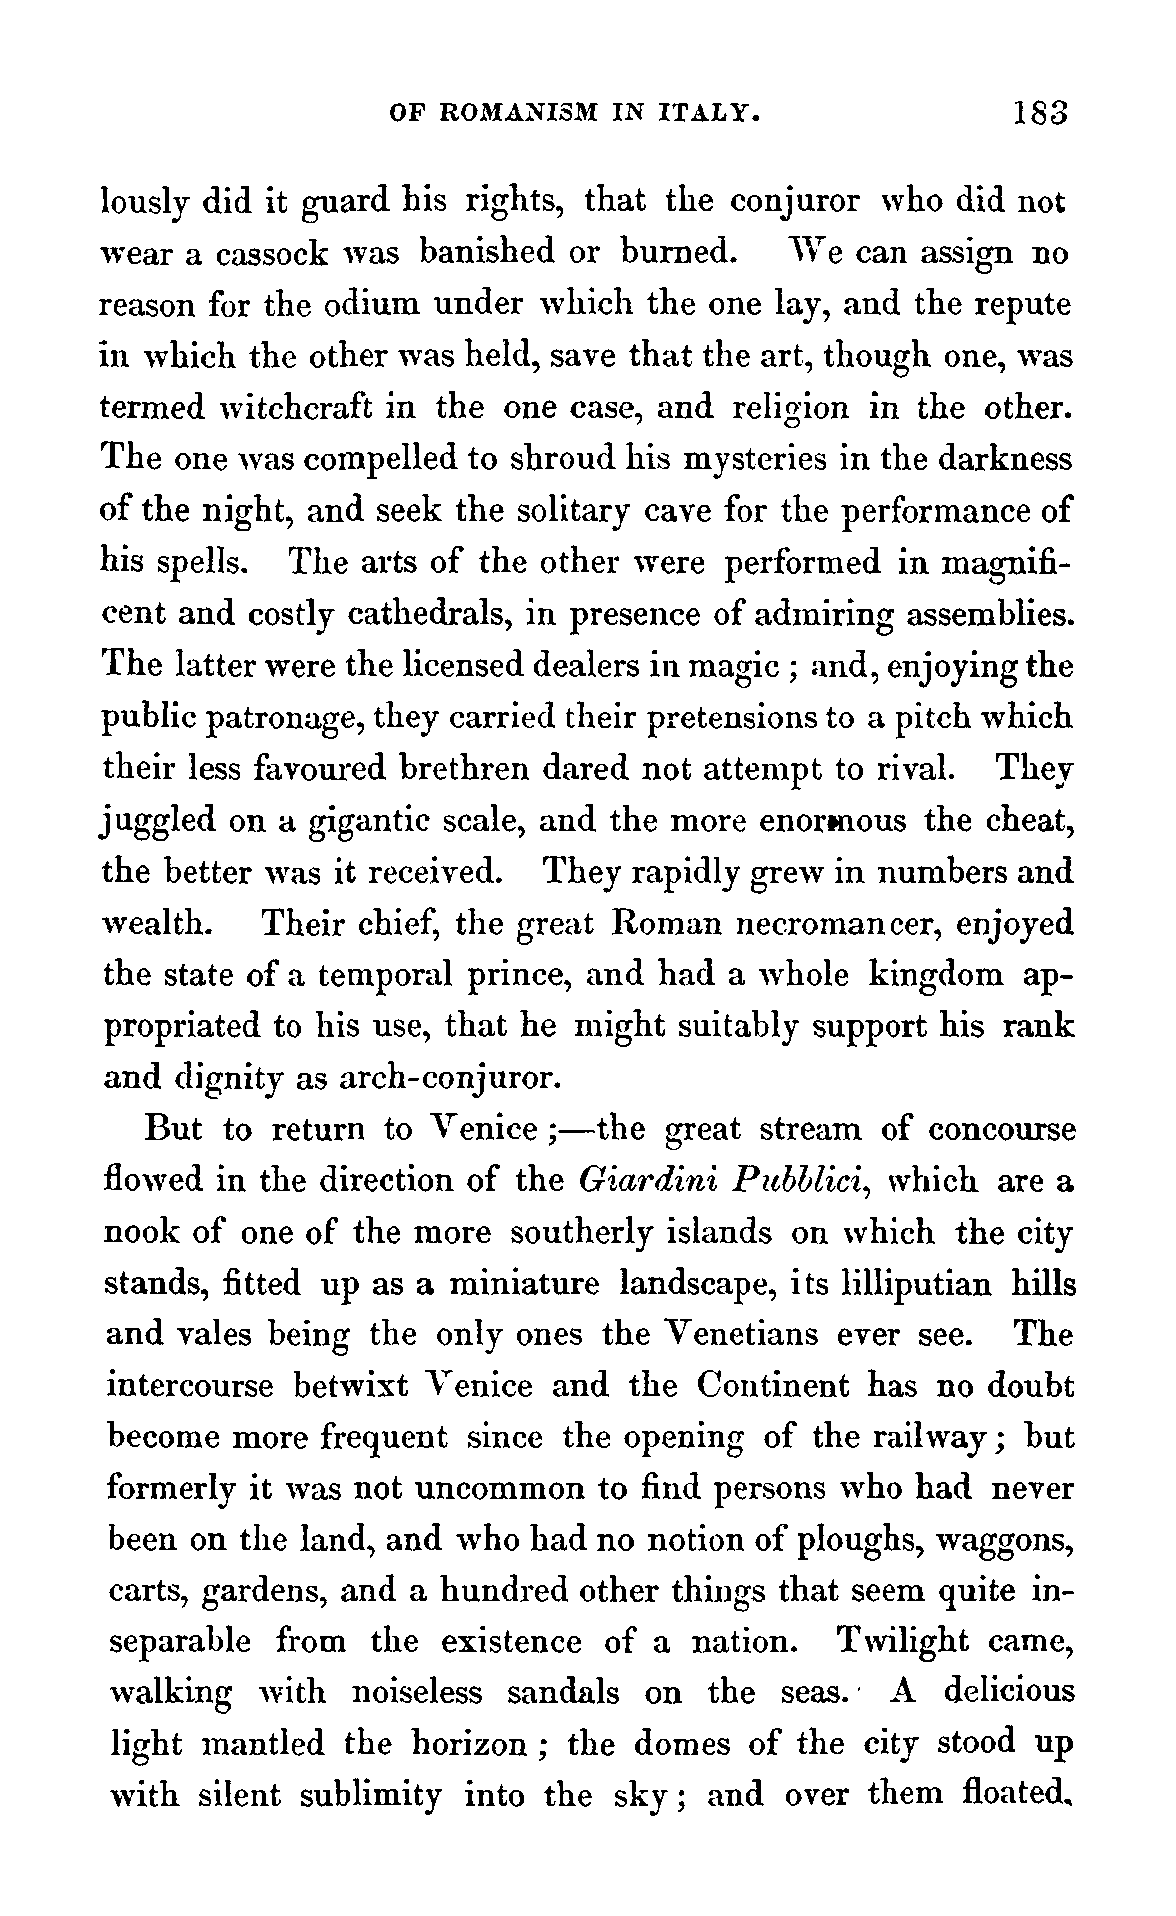 OF ROMANISM IN ITALY. 183
lously did it guard his rights, that the conjuror who did not
wear a cassock was banished or burned. We can assign no
reason for the odium under which the one lay, and the repute
in which the other was held, save that the art, though one, was
termed witchcraft in the one case, and religion in the other.
The one was compelled to shroud his mysteries in the darkness
of the night, and seek the solitary cave for the performance of
his spells. The arts of the other were performed in magnifi-
cent and costly cathedrals, in presence of admiring assemblies.
The latter were the licensed dealers in magic ; and, enjoying the
public patronage, they carried their pretensions to a pitch which
their less favoured brethren dared not attempt to rival. They
juggled on a gigantic scale, and the more enormous the cheat,
the better was it received. They rapidly grew in numbers and
wealth. Their chief, the great Roman necromancer, enjoyed
the state of a temporal prince, and had a whole kingdom ap-
propriated to his use, that he might suitably support his rank
and dignity as arch-conjuror.
But to return to Venice ;—the great stream of concourse
flowed in the direction of the Giardini Pubblici, which are a
nook of one of the more southerly islands on which the city
stands, fitted up as a miniature landscape, its lilliputian hills
and vales being the only ones the Venetians ever see. The
intercourse betwixt Venice and the Continent has no doubt
become more frequent since the opening of the railway ; but
formerly it was not uncommon to find persons who had never
been on the land, and who had no notion of ploughs, waggons,
carts, gardens, and a hundred other things that seem quite in-
separable from the existence of a nation. Twilight came,
walking with noiseless sandals on the seas. A delicious
light mantled the horizon ; the domes of the city stood up
with silent sublimity into the sky ; and over them floated,